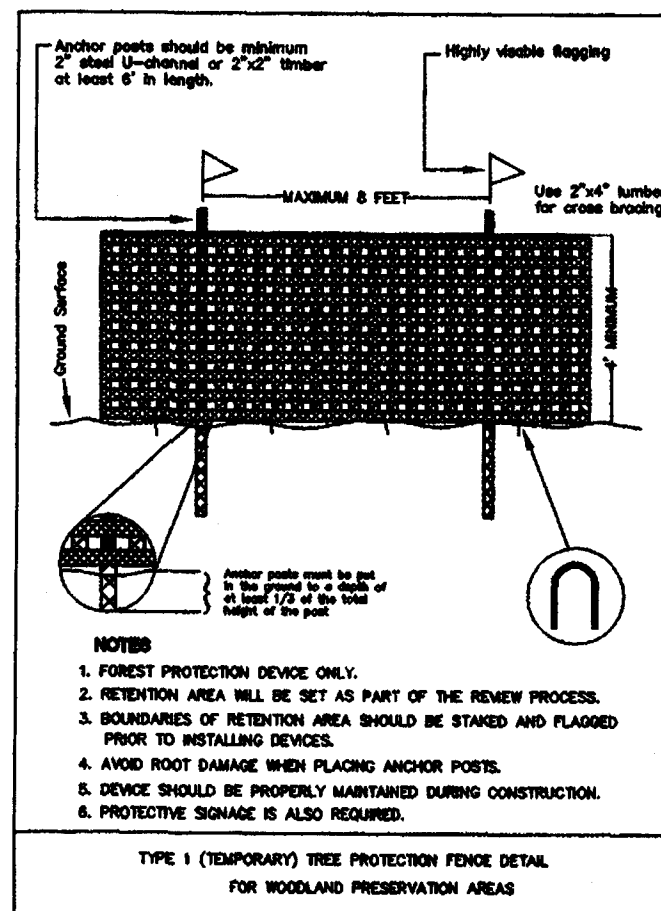 Anchor posts should be minimum
2" steel U-channel or 2"x2" timber
at least 6' in length.
Highly visable flagging
MAXIMUM 8 FEET
Use 2"x4" lumber
for cross bracing
Ground Surface
4' MINIMUM
Anchor posts must be put
in the ground to a depth of
at least 1/3 of the total
height of the post
NOTES
1. FOREST PROTECTION DEVICE ONLY.
2. RETENTION AREA WILL BE SET AS PART OF THE REVIEW PROCESS.
3. BOUNDARIES OF RETENTION AREA SHOULD BE STAKED AND FLAGGED
PRIOR TO INSTALLING DEVICES.
4. AVOID ROOT DAMAGE WHEN PLACING ANCHOR POSTS.
5. DEVICE SHOULD BE PROPERLY MAINTAINED DURING CONSTRUCTION.
6. PROTECTIVE SIGNAGE IS ALSO REQUIRED.
TYPE 1 (TEMPORARY) TREE PROTECTION FENCE DETAIL
FOR WOODLAND PRESERVATION AREAS